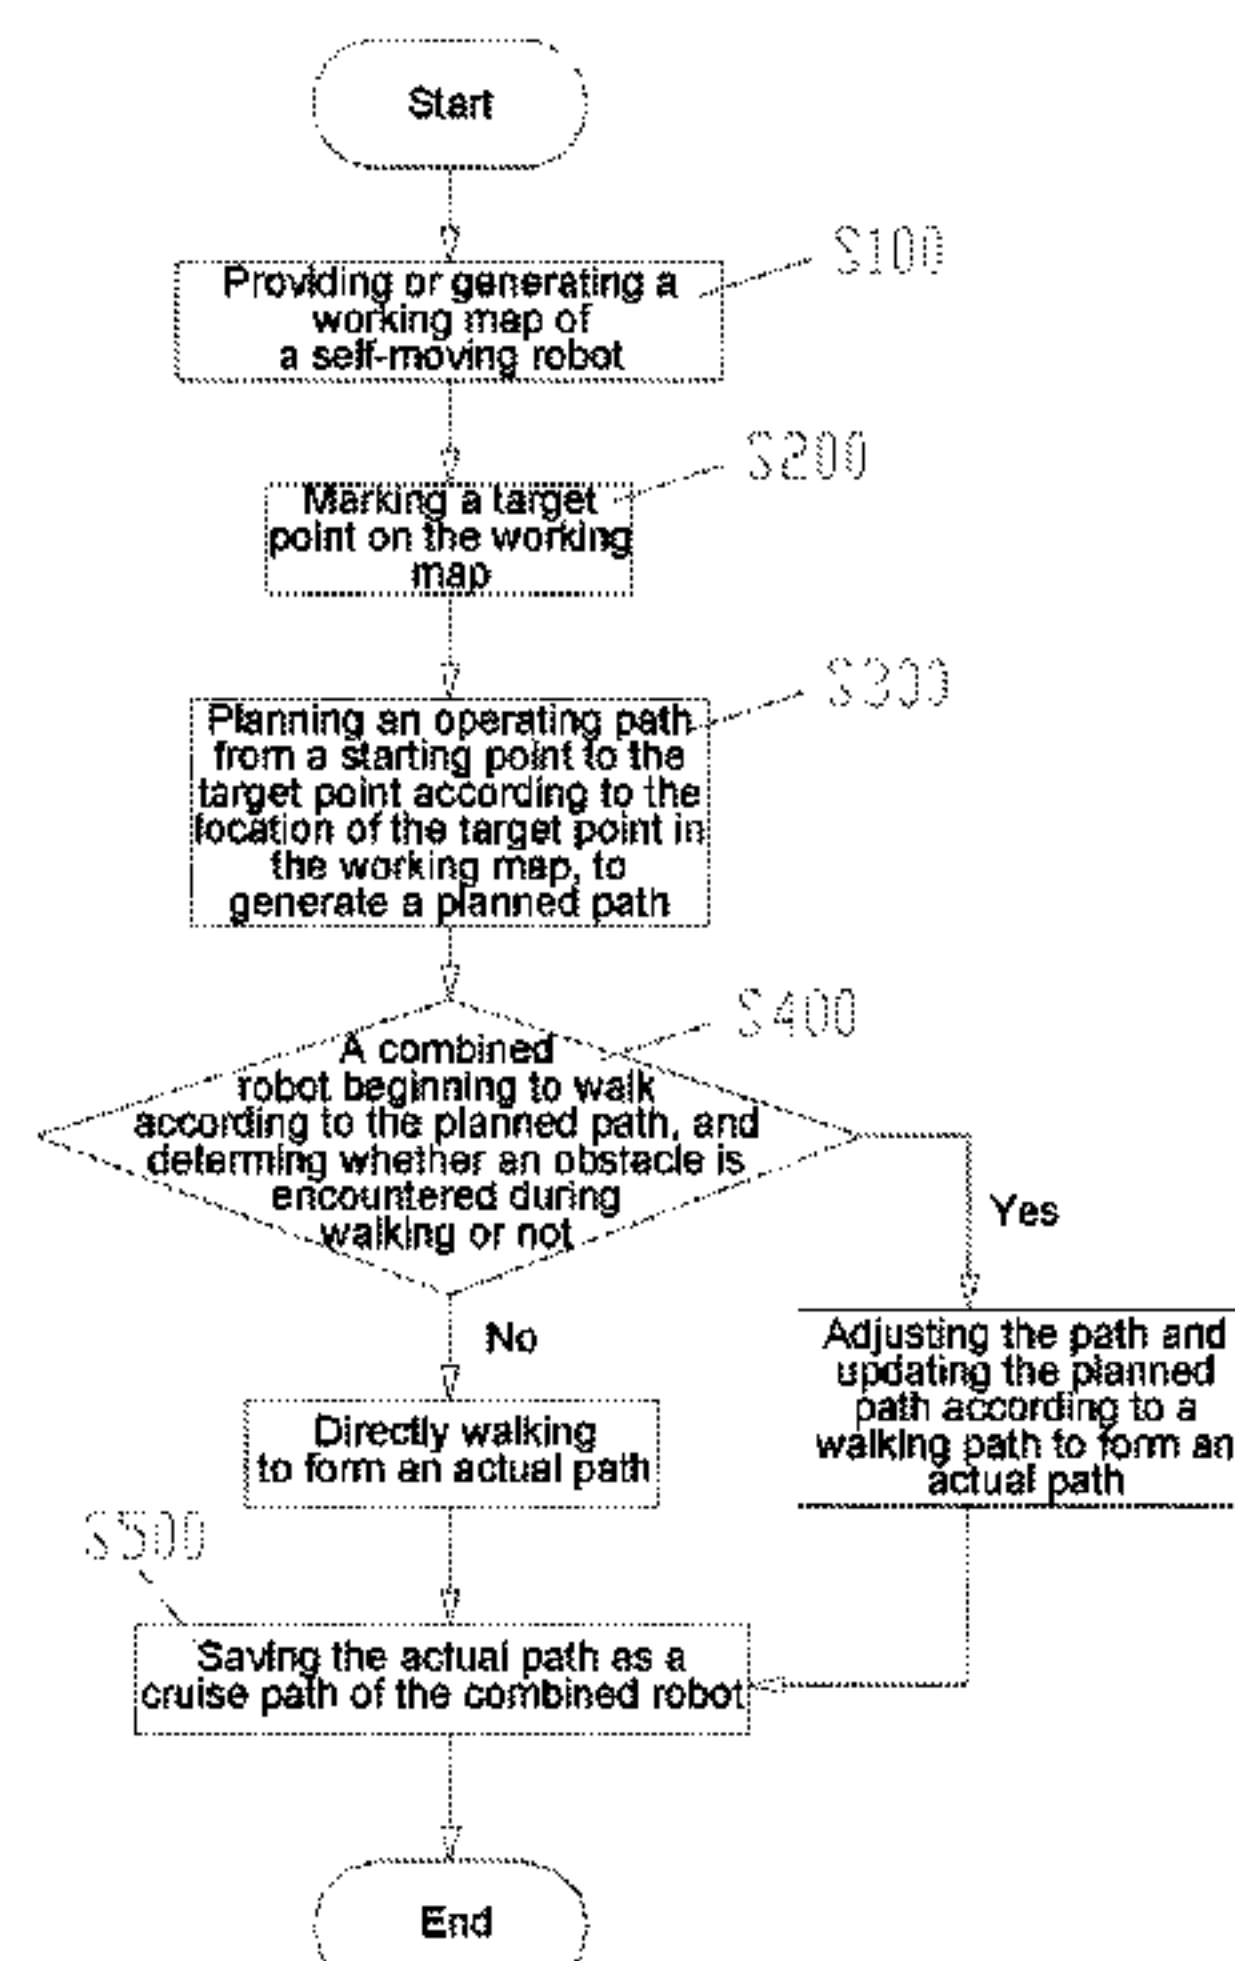 Start
S100
Providing or generating a
working map of
a self-moving robot
S200
Marking a target
point on the working
map
S300
Planning an operating path
from a starting point to the
target point according to the
location of the target point in
the working map, to
generate a planned path
S400
A combined
robot beginning to walk
according to the planned path, and
determing whether an obstacle is
encountered during
walking or not
Yes
No
Adjusting the path and
updating the planned
path according to a
walking path to form an
actual path
Directly walking
to form an actual path
S500
Saving the actual path as a
cruise path of the combined robot
End